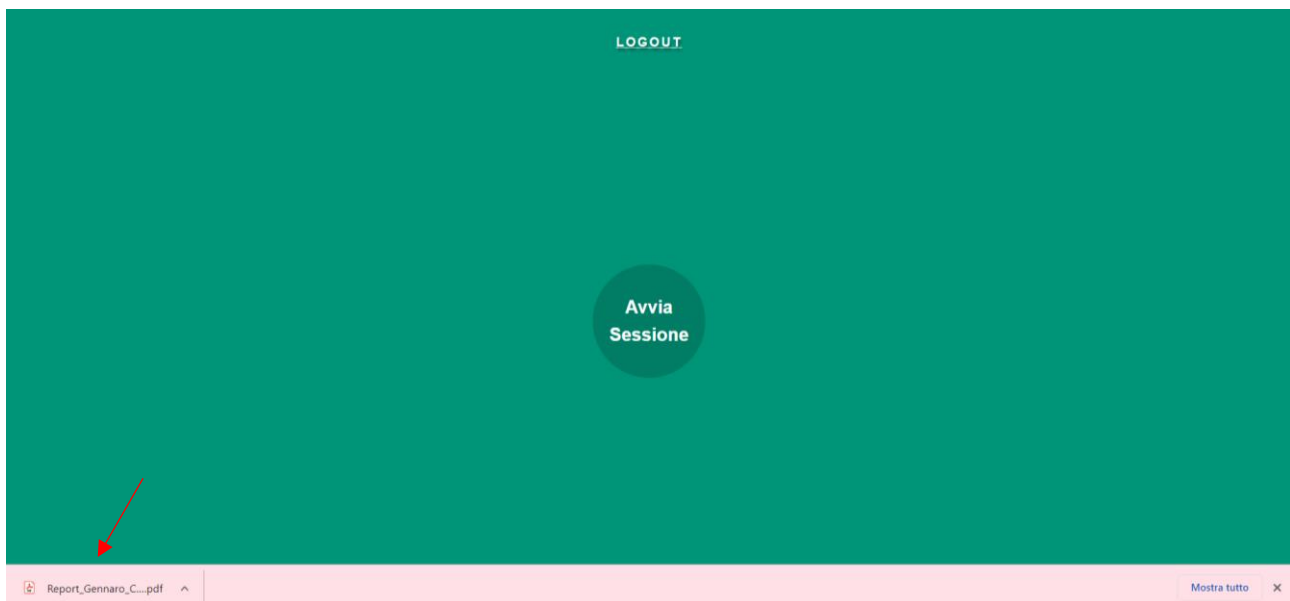 LOGOUT
Avvia
Sessione
Report_Gennaro_C....pdf
Mostra tutto